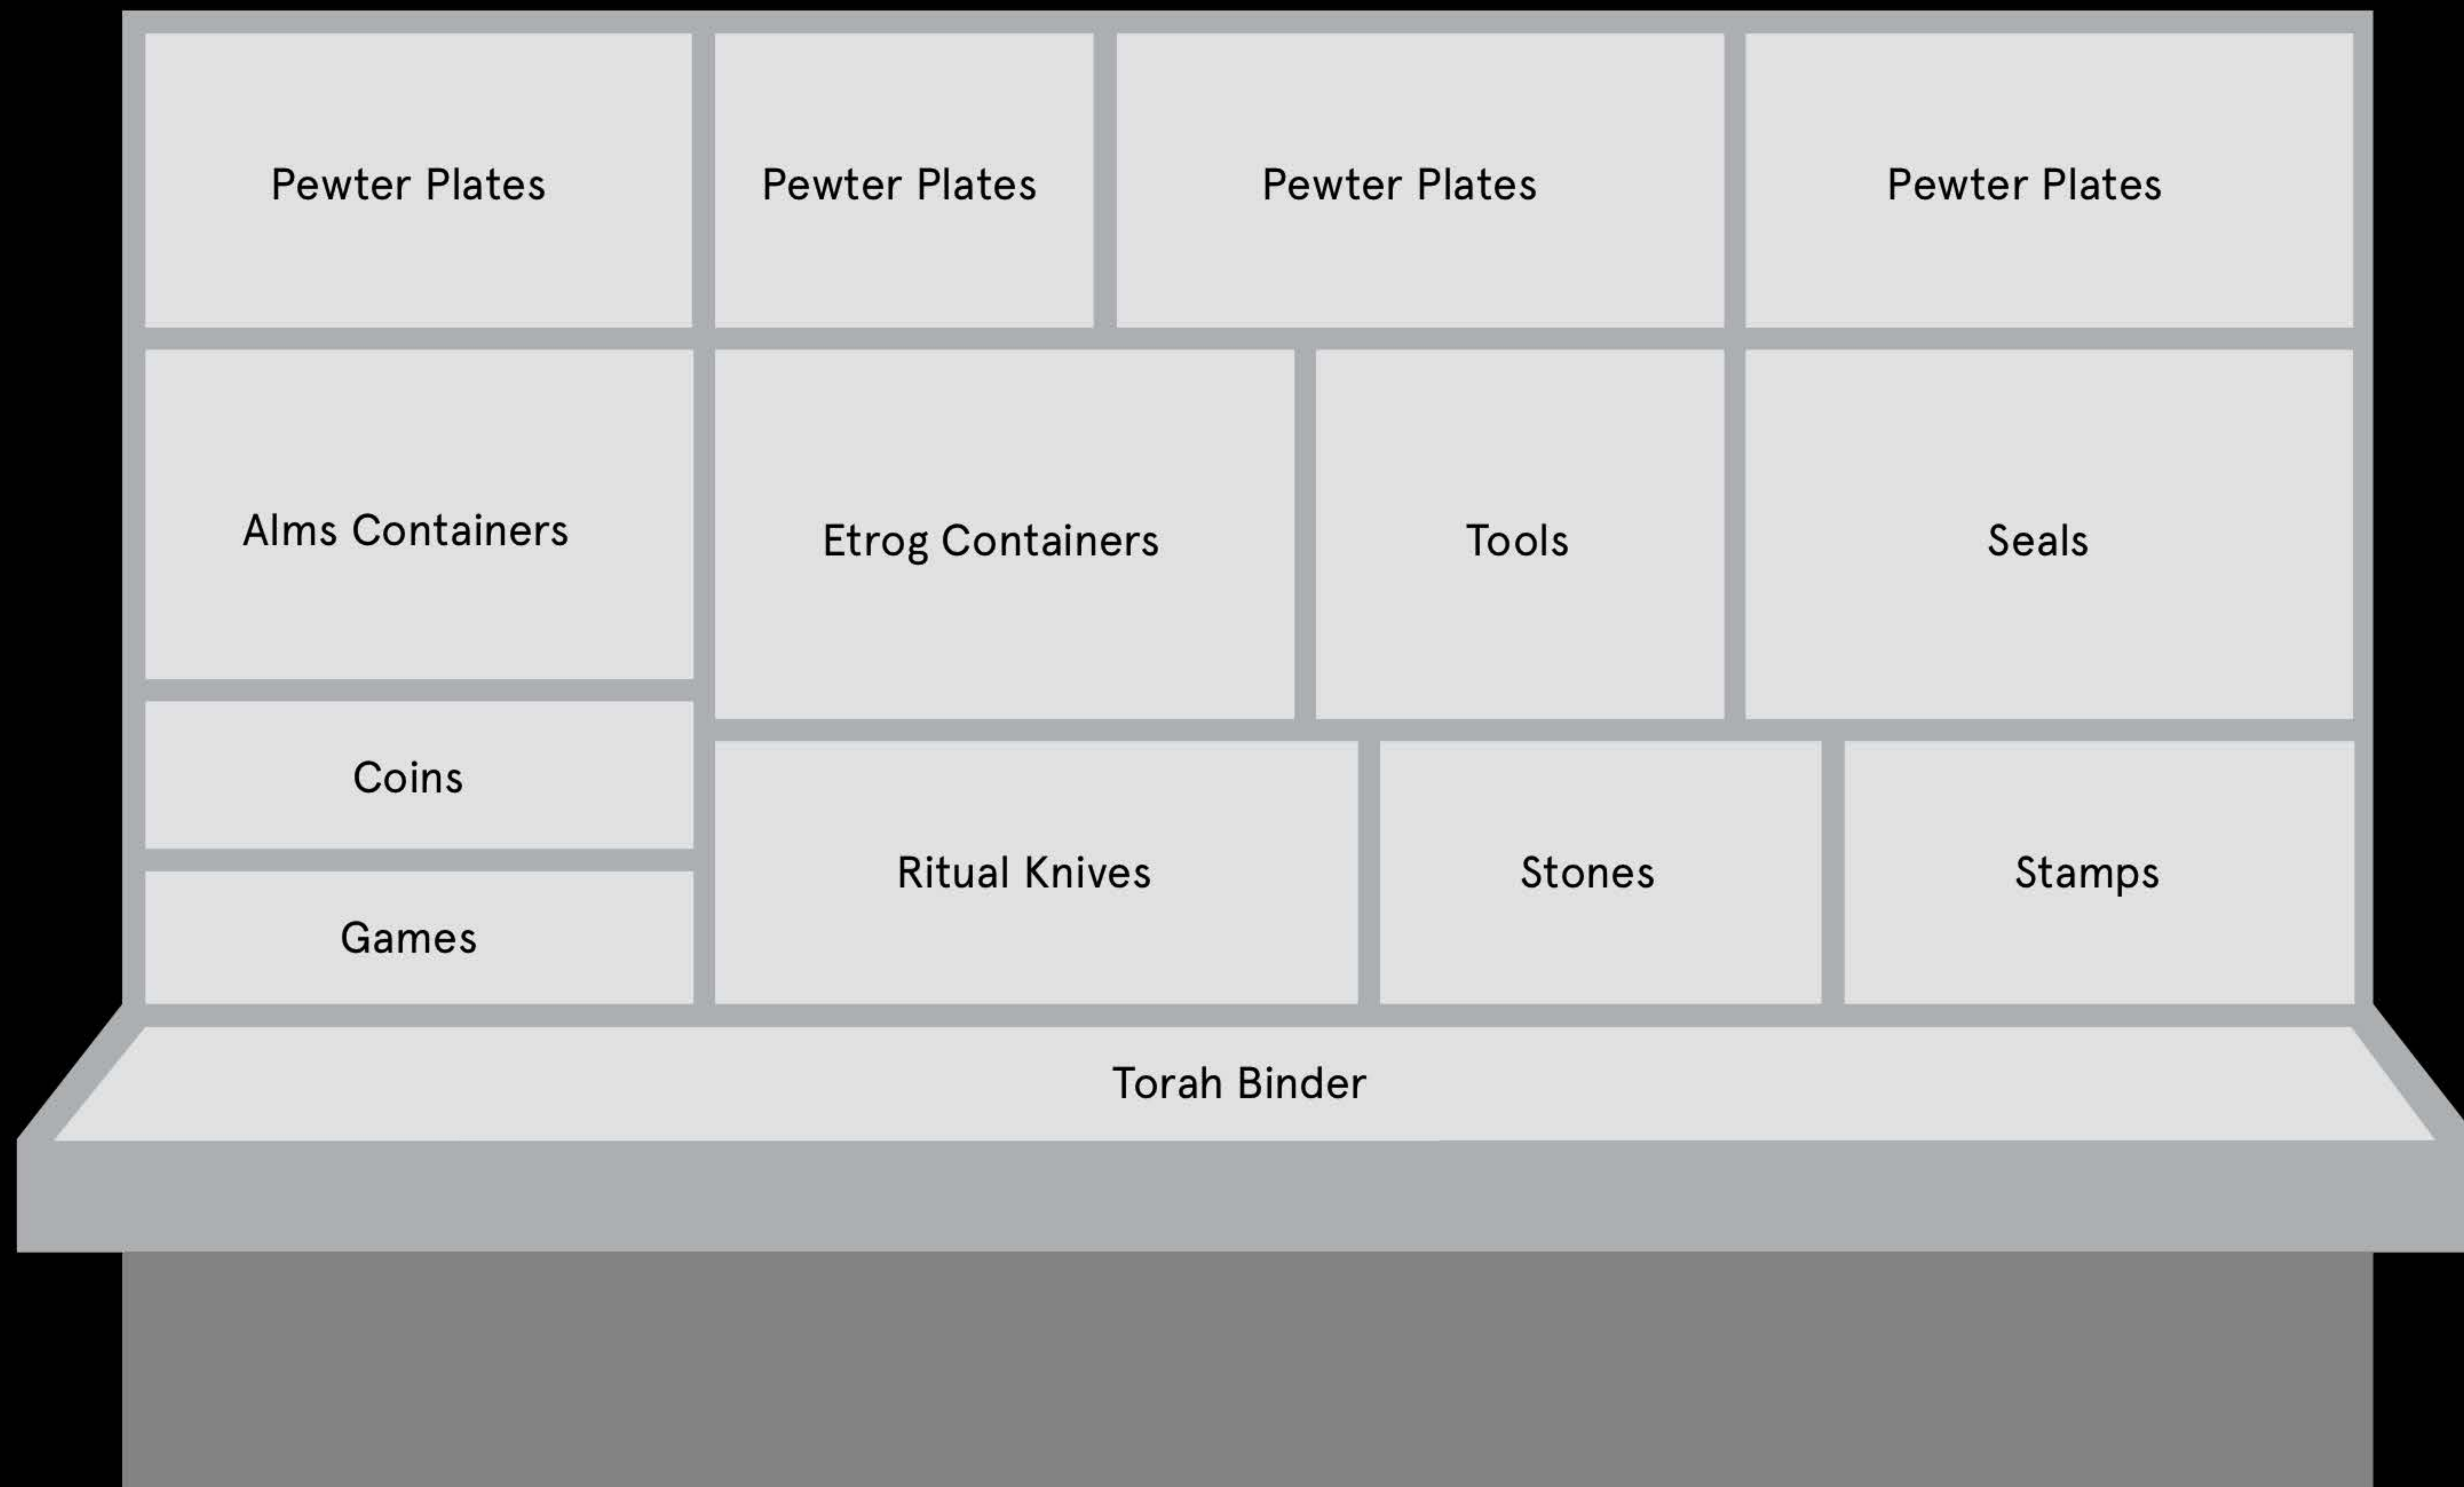 Pewter Plates
Pewter Plates
Pewter Plates
Pewter Plates
Alms Containers
Etrog Containers
Tools
Seals
Coins
Ritual Knives
Stones
Stamps
Games
Torah Binder